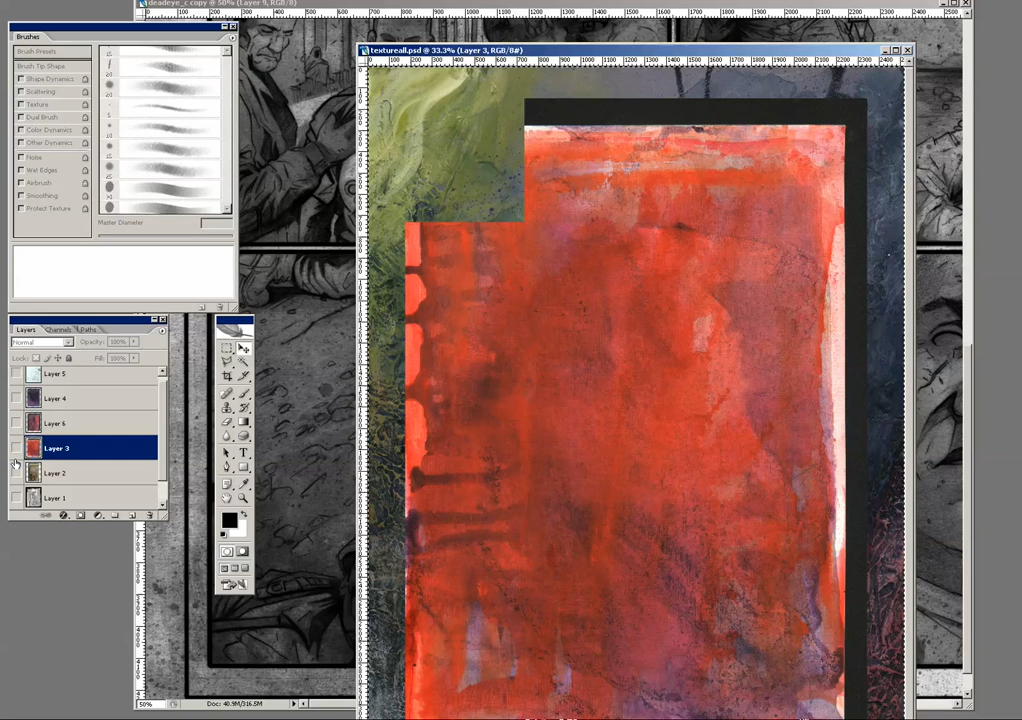 deadeye_c copy @ 50% (Layer 9, RGB/8)
Brushes
Brush Presets
Brush Tip Shape
Shape Dynamics
Scattering
Texture
Dual Brush
Color Dynamics
Other Dynamics
Noise
Wet Edges
Airbrush
Smoothing
Protect Texture
Master Diameter
textureall.psd @ 33.3% (Layer 3, RGB/8#)
Layers Channels Paths
Normal Opacity: 100%
Lock: Fill: 100%
Layer 5
Layer 4
Layer 6
Layer 3
Layer 2
Layer 1
50% Doc: 40.9M/316.5M